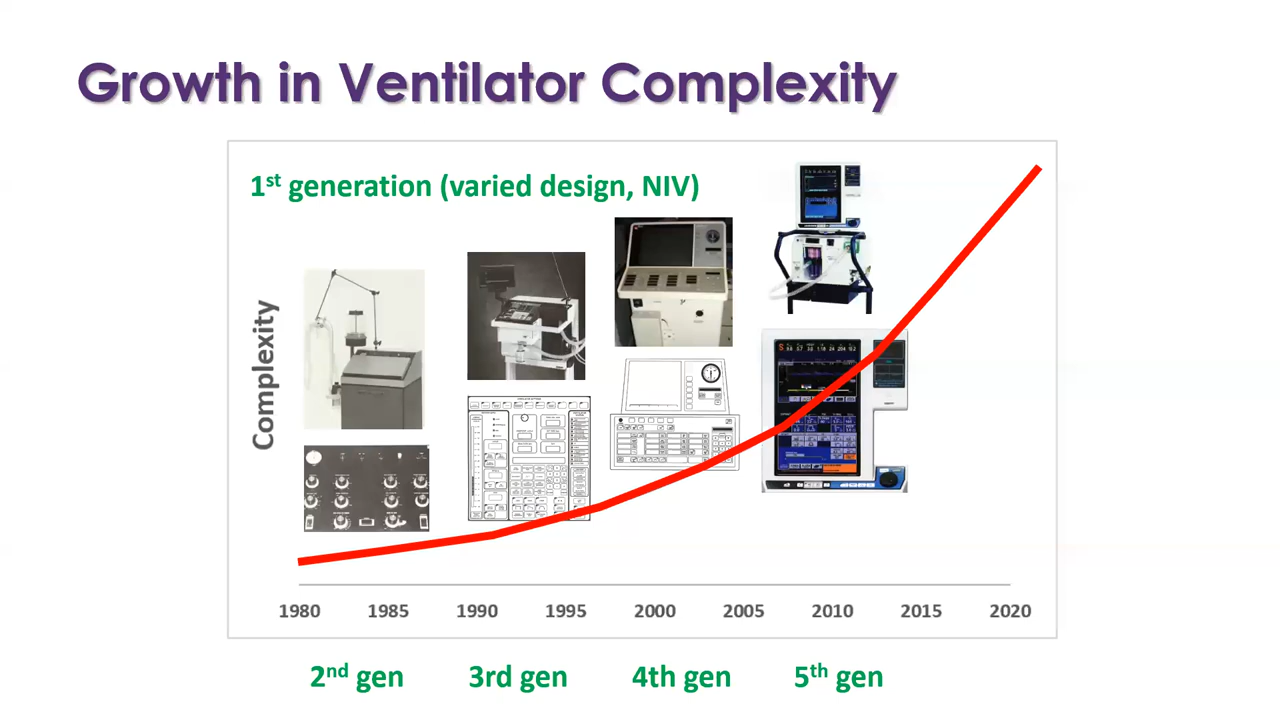 Growth in Ventilator Complexity
1st generation (varied design, NIV)
Complexity
1980 1985 1990 1995 2000 2005 2010 2015 2020
2nd gen 3rd gen 4th gen 5th gen